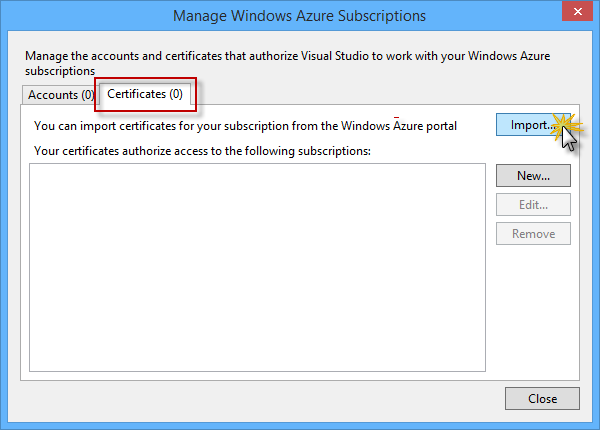 Manage Windows Azure Subscriptions
Manage the accounts and certificates that authorize Visual Studio to work with your Windows Azure
subscriptions
Accounts (0) Certificates (0)
You can import certificates for your subscription from the Windows Azure portal Import...
Your certificates authorize access to the following subscriptions:
New...
Edit...
Remove
Close